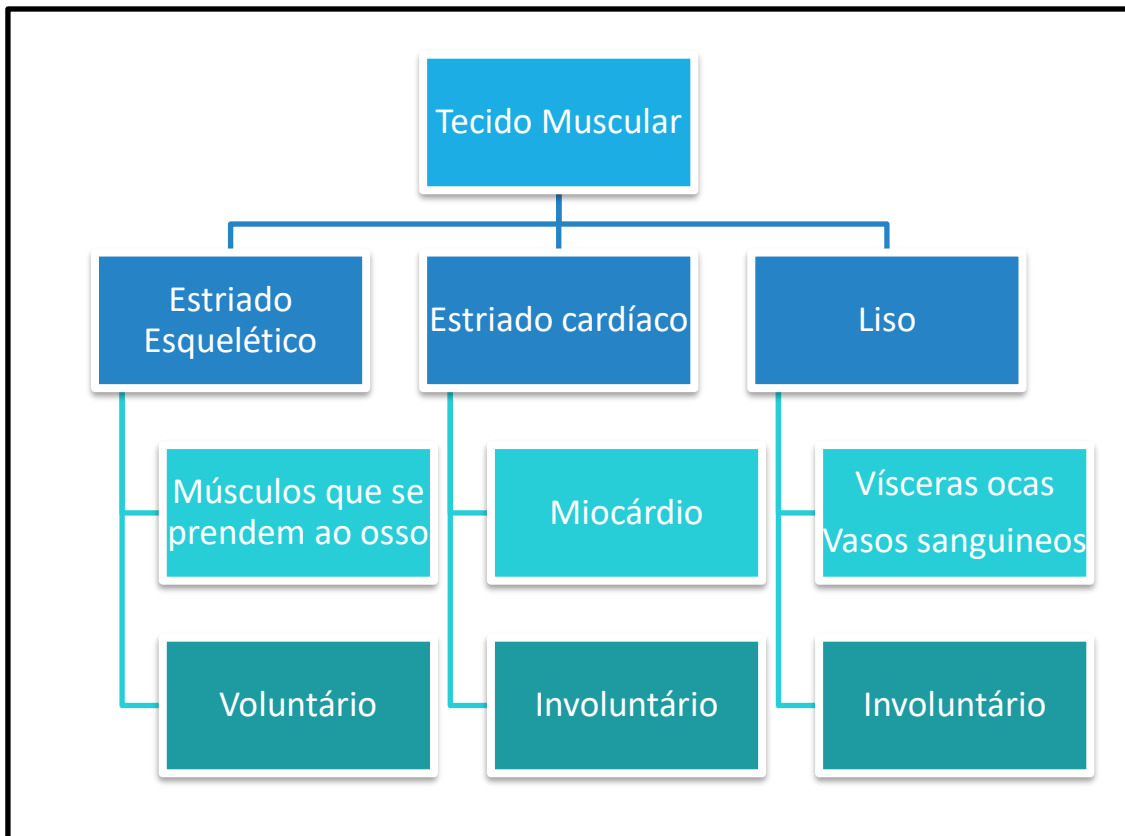 Tecido Muscular
Estriado
Esquelético
Estriado cardíaco
Liso
Músculos que se
prendem ao osso
Miocárdio
Vísceras ocas
Vasos sanguineos
Voluntário
Involuntário
Involuntário